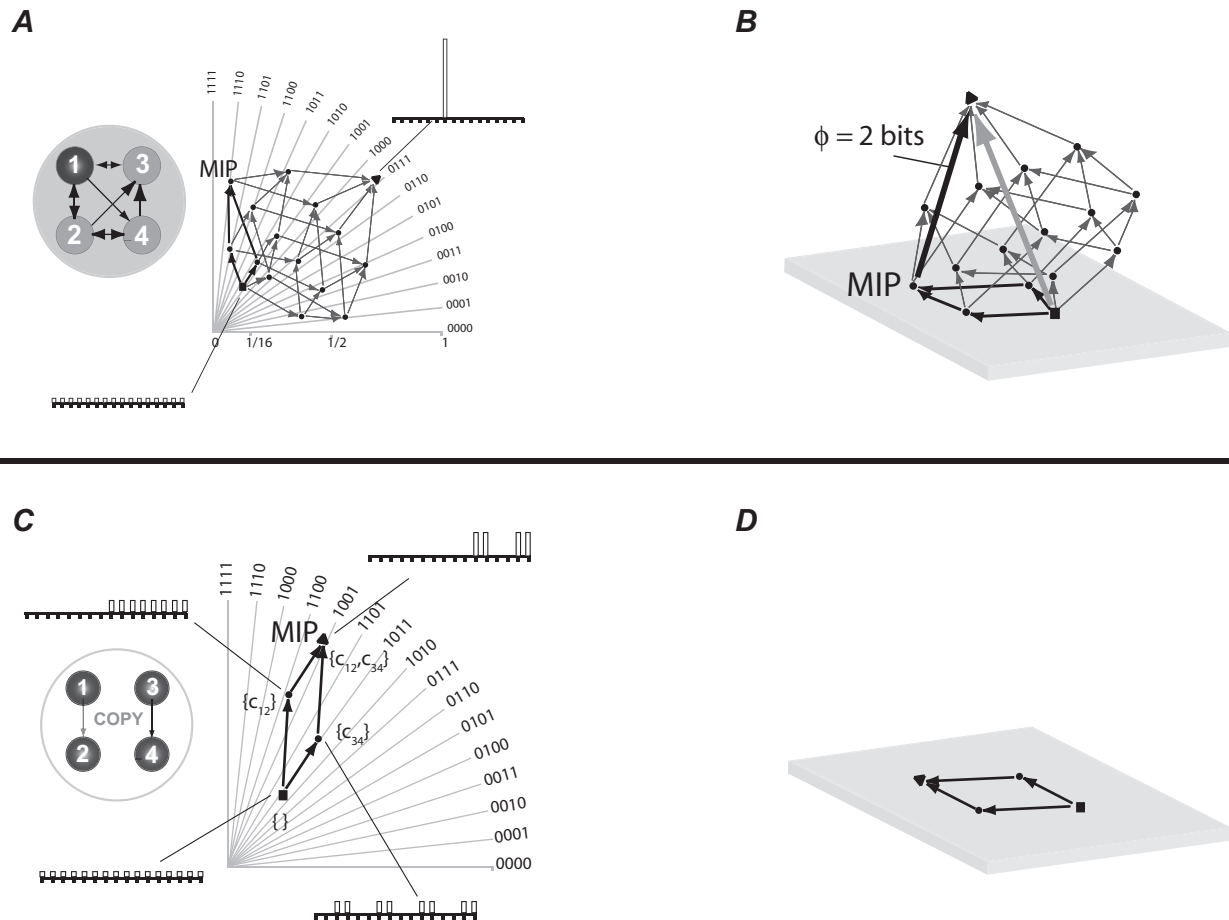 A
B
1111
1110
1101
1100
1011
1010
1001
1000
0111
0110
0101
0100
0011
0010
0001
0000
MIP
1 3
2 4
0 1/16 1/2 1
ϕ = 2 bits
MIP
C
D
1111
1110
1000
1100
1001
1101
1011
1010
0111
0110
0101
0100
0011
0010
0001
0000
MIP
{c12,c34}
{c12}
{c34}
{ }
1 3
COPY
2 4